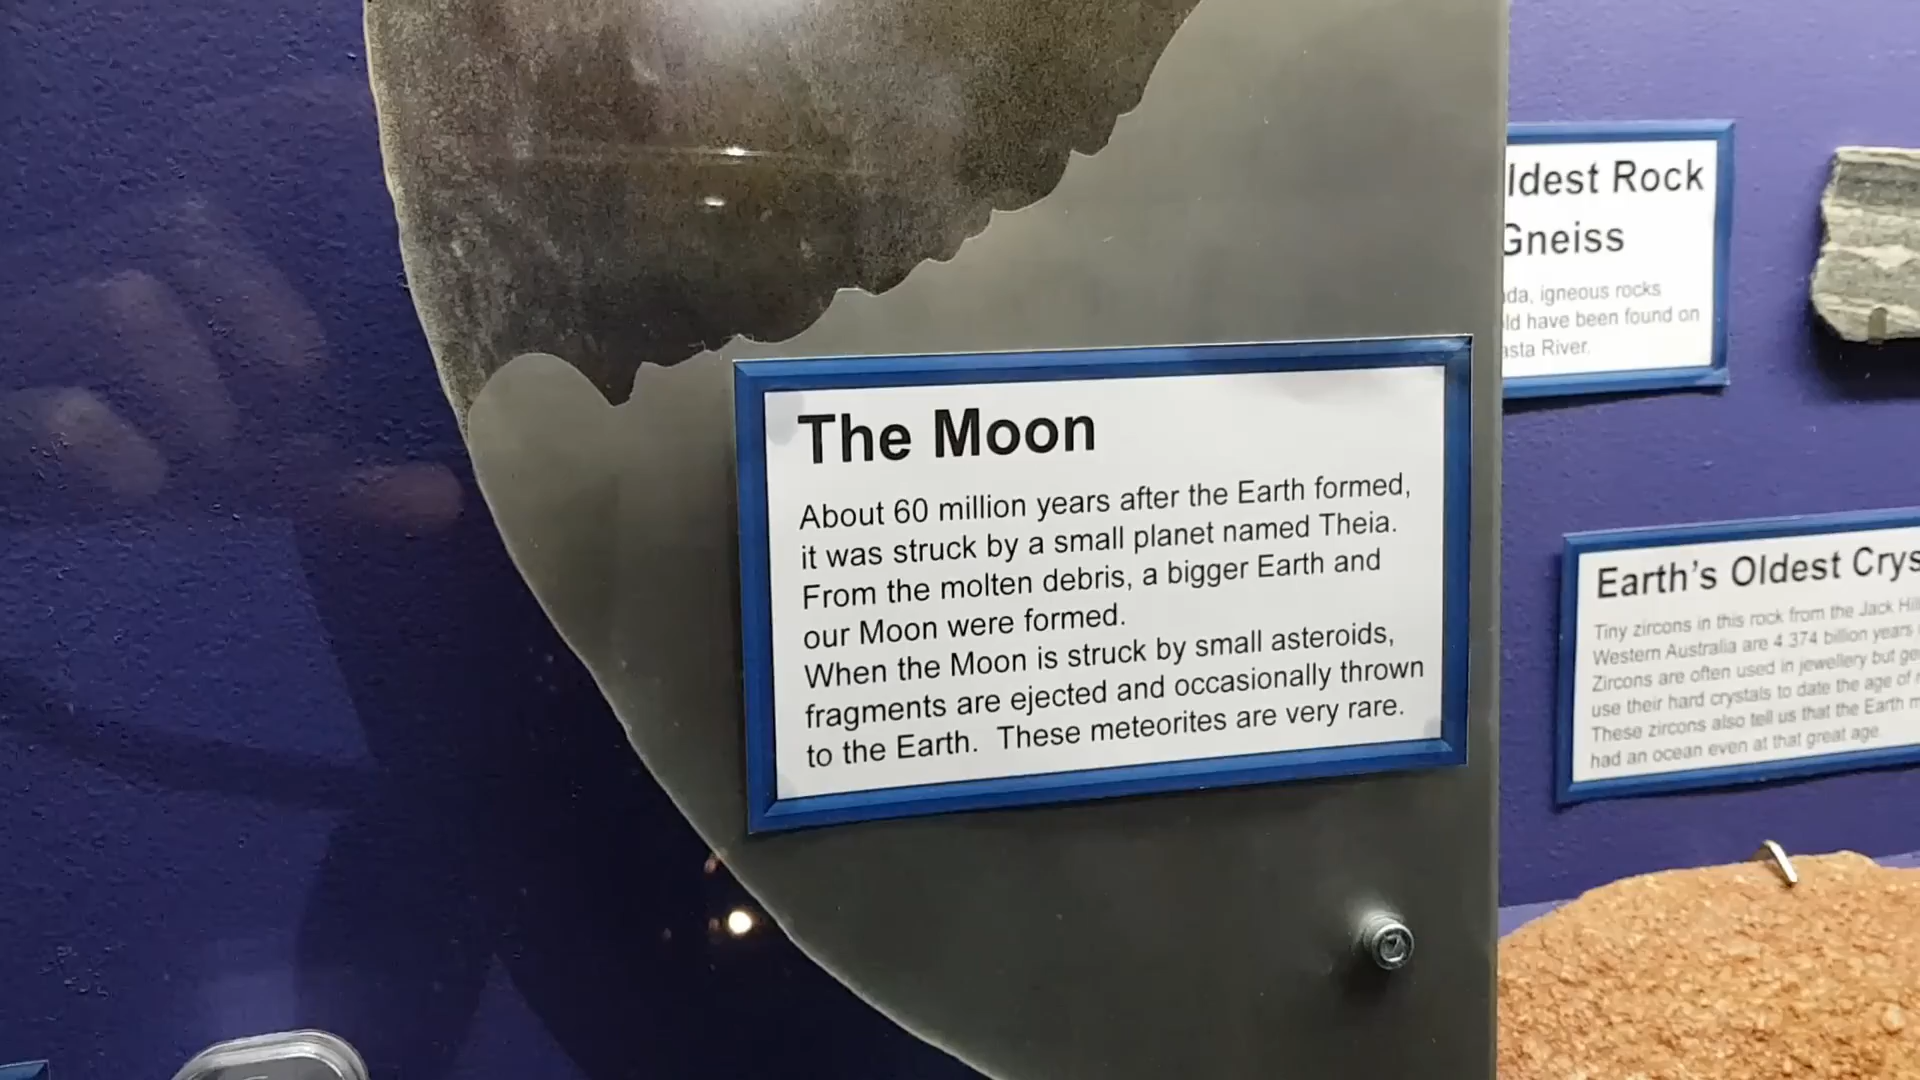 The Moon
About 60 million years after the Earth formed,
it was struck by a small planet named Theia.
From the molten debris, a bigger Earth and
our Moon were formed.
When the Moon is struck by small asteroids,
fragments are ejected and occasionally thrown
to the Earth. These meteorites are very rare.
ldest Rock
Gneiss
da, igneous rocks
ld have been found on
asta River.
Earth's Oldest Crys
Tiny zircons in this rock from the Jack Hil
Western Australia are 4.374 billion years
Zircons are often used in jewellery but ge
use their hard crystals to date the age of
These zircons also tell us that the Earth m
had an ocean even at that great age.